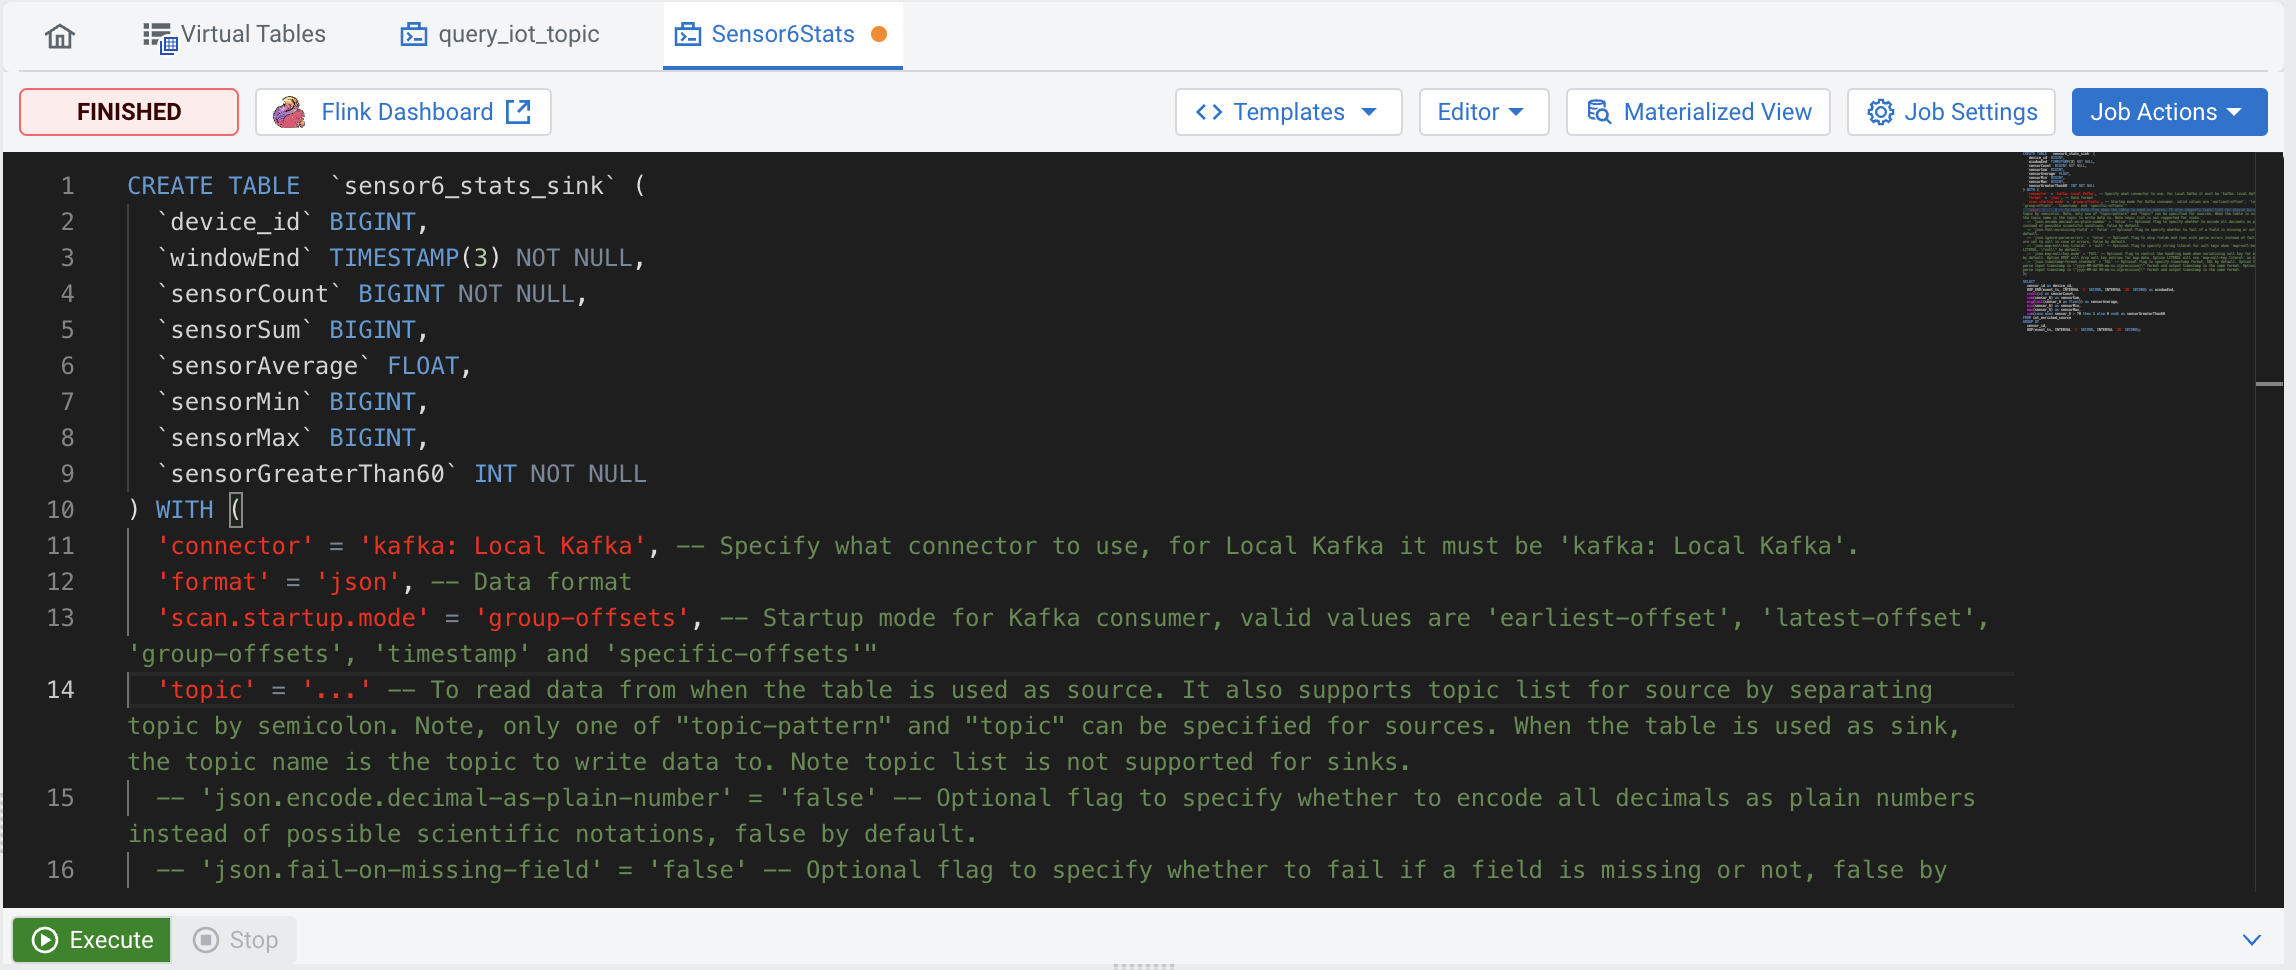 Virtual Tables query_iot_topic Sensor6Stats
FINISHED Flink Dashboard <> Templates Editor Materialized View Job Settings Job Actions
1 CREATE TABLE `sensor6_stats_sink` (
2 `device_id` BIGINT,
3 `windowEnd` TIMESTAMP(3) NOT NULL,
4 `sensorCount` BIGINT NOT NULL,
5 `sensorSum` BIGINT,
6 `sensorAverage` FLOAT,
7 `sensorMin` BIGINT,
8 `sensorMax` BIGINT,
9 `sensorGreaterThan60` INT NOT NULL
10 ) WITH (
11 'connector' = 'kafka: Local Kafka', -- Specify what connector to use, for Local Kafka it must be 'kafka: Local Kafka'.
12 'format' = 'json', -- Data format
13 'scan.startup.mode' = 'group-offsets', -- Startup mode for Kafka consumer, valid values are 'earliest-offset', 'latest-offset',
'group-offsets', 'timestamp' and 'specific-offsets'"
14 'topic' = '...' -- To read data from when the table is used as source. It also supports topic list for source by separating
topic by semicolon. Note, only one of "topic-pattern" and "topic" can be specified for sources. When the table is used as sink,
the topic name is the topic to write data to. Note topic list is not supported for sinks.
15 -- 'json.encode.decimal-as-plain-number' = 'false' -- Optional flag to specify whether to encode all decimals as plain numbers
instead of possible scientific notations, false by default.
16 -- 'json.fail-on-missing-field' = 'false' -- Optional flag to specify whether to fail if a field is missing or not, false by
Execute Stop